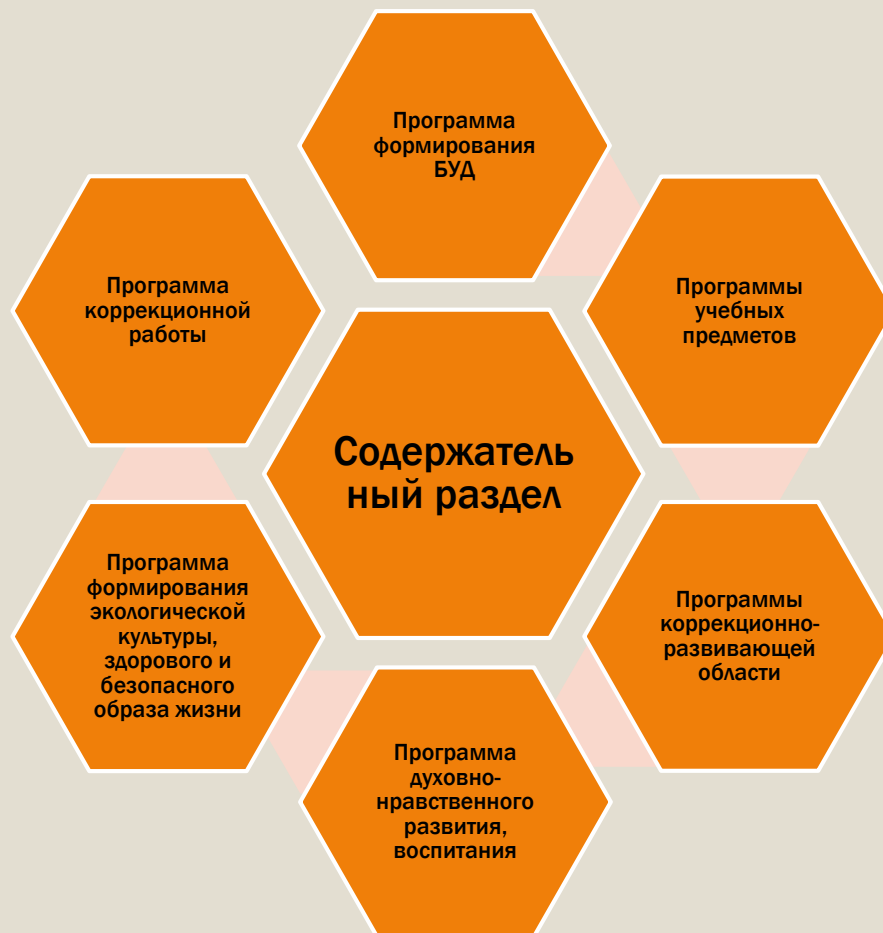 Программа
формирования
БУД
Программа
коррекционной
работы
Программы
учебных
предметов
Содержатель
ный раздел
Программа
формирования
экологической
культуры,
здорового и
безопасного
образа жизни
Программы
коррекционно-
развивающей
области
Программа
духовно-
нравственного
развития,
воспитания